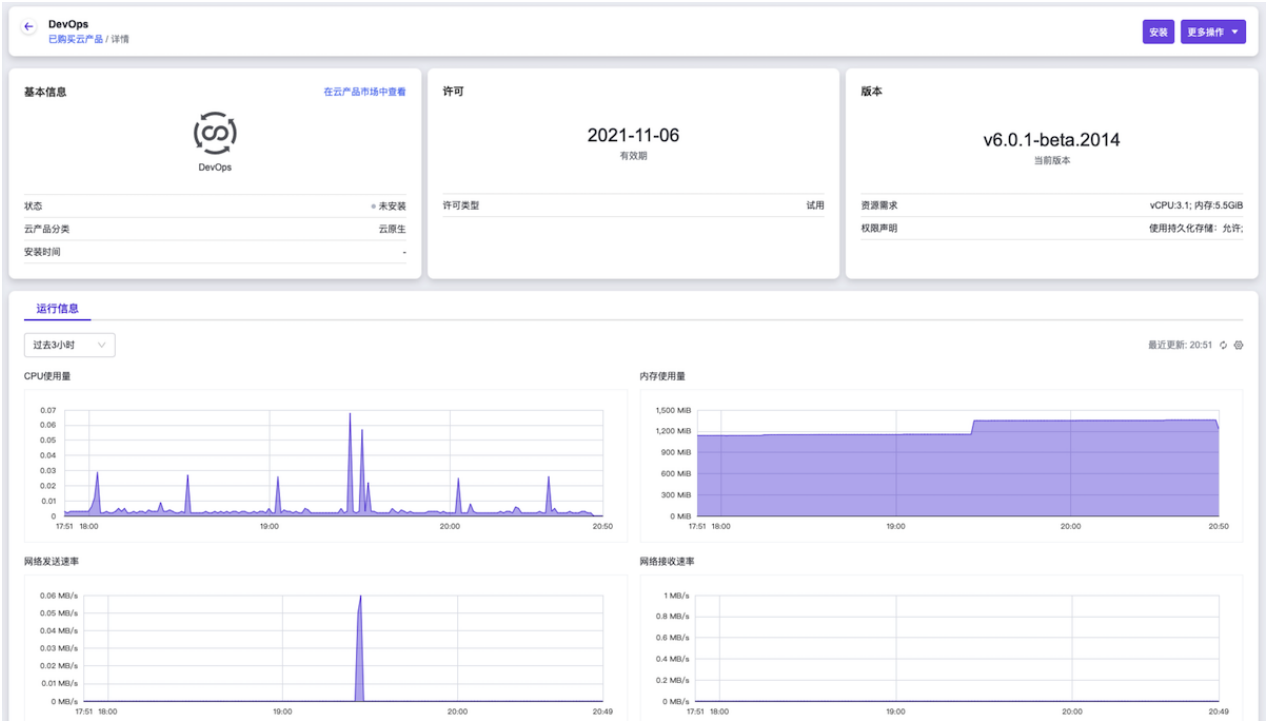 DevOps
已购买云产品 / 详情
安装
更多操作
基本信息
在云产品市场中查看
DevOps
状态
未安装
云产品分类
云原生
安装时间
-
许可
2021-11-06
有效期
许可类型
试用
版本
v6.0.1-beta.2014
当前版本
资源需求
vCPU:3.1; 内存:5.5GiB
权限声明
使用持久化存储：允许;
运行信息
过去3小时
最近更新: 20:51
CPU使用量
0.07
0.06
0.05
0.04
0.03
0.02
0.01
0
17:51 18:00 19:00 20:00 20:50
内存使用量
1,500 MiB
1,200 MiB
900 MiB
600 MiB
300 MiB
0 MiB
17:51 18:00 19:00 20:00 20:50
网络发送速率
0.06 MB/s
0.05 MB/s
0.04 MB/s
0.03 MB/s
0.02 MB/s
0.01 MB/s
0 MB/s
17:51 18:00 19:00 20:00 20:49
网络接收速率
1 MB/s
0.8 MB/s
0.6 MB/s
0.4 MB/s
0.2 MB/s
0 MB/s
17:51 18:00 19:00 20:00 20:49